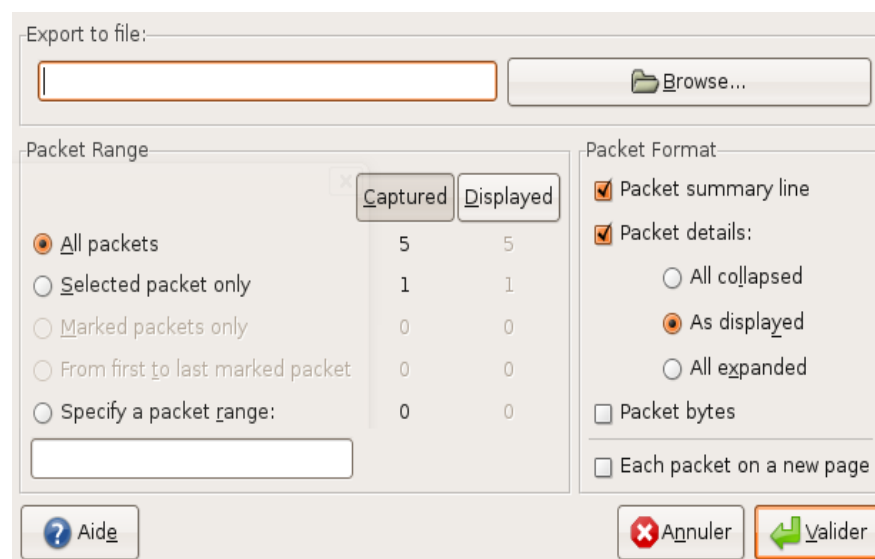 Export to file:
Browse...
Packet Range
Captured Displayed
All packets 5 5
Selected packet only 1 1
Marked packets only 0 0
From first to last marked packet 0 0
Specify a packet range: 0 0
Packet Format
Packet summary line
Packet details:
All collapsed
As displayed
All expanded
Packet bytes
Each packet on a new page
Aide
Annuler
Valider